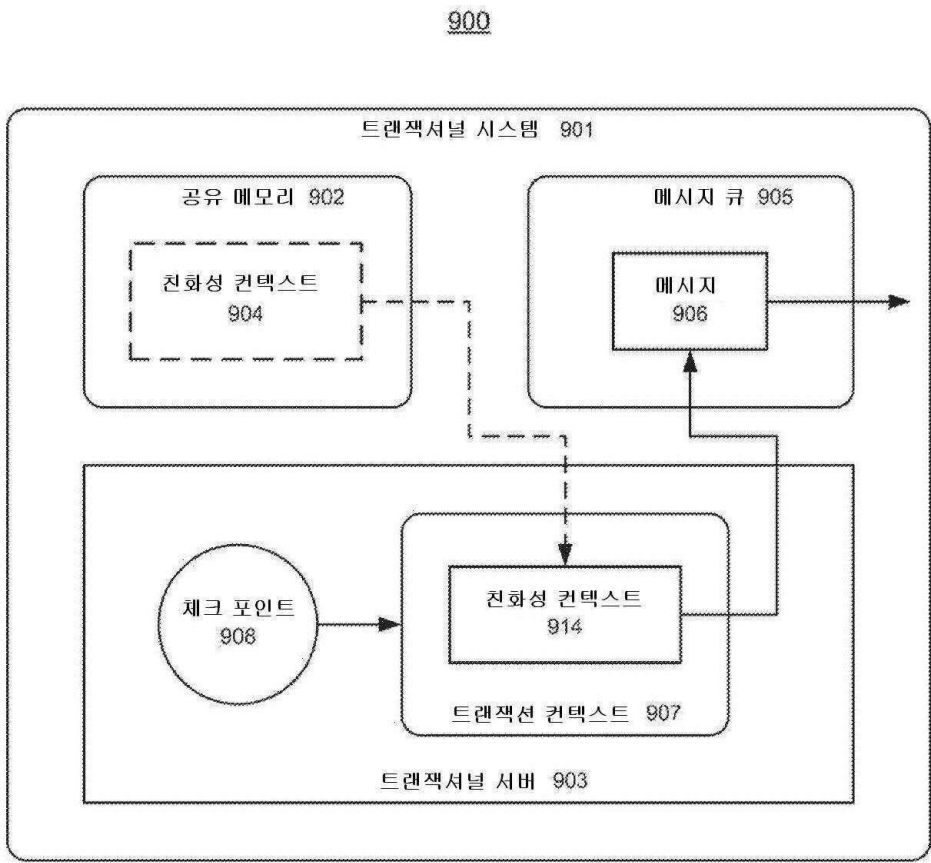 900
트랜잭셔널 시스템 901
공유 메모리 902
메시지 큐 905
친화성 컨텍스트
904
메시지
906
체크 포인트
908
친화성 컨텍스트
914
트랜잭션 컨텍스트 907
트랜잭셔널 서버 903